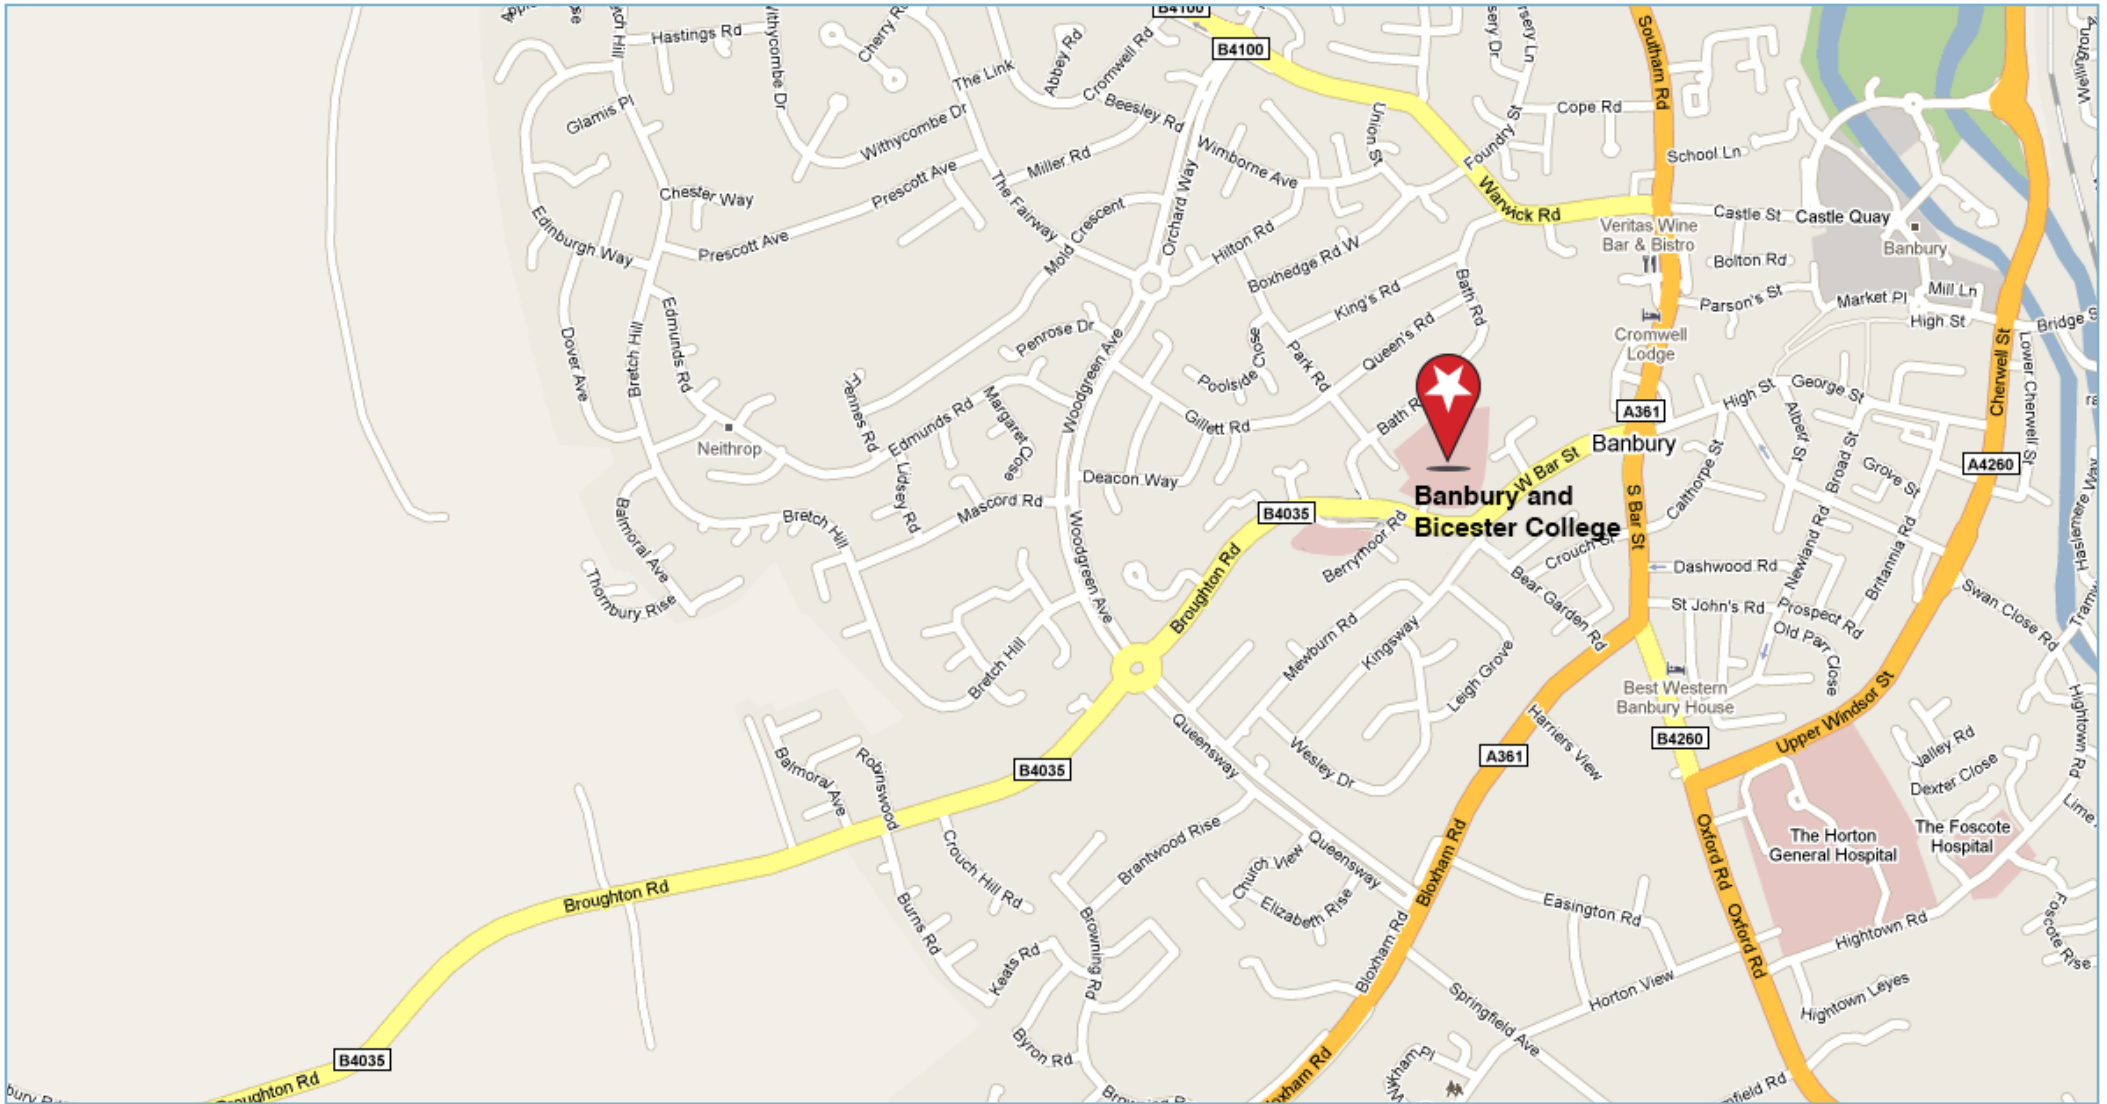 B4100
Hastings Rd
Withycombe Dr
Cherry Rd
The Link
Abbey Rd
Cromwell Rd
B4100
Southam Rd
Glamis Pl
Withycombe Dr
Beesley Rd
Union St
Foundry St
Cope Rd
School Ln
Chester Way
Prescott Ave
Miller Rd
Wimborne Ave
Warwick Rd
Castle St
Castle Quay
Banbury
Edinburgh Way
Prescott Ave
The Fairway
Mold Crescent
Orchard Way
Hilton Rd
Boxhedge Rd W
Veritas Wine
Bar & Bistro
Bolton Rd
Parson's St
Market Pl
Mill Ln
High St
Bridge S
King's Rd
Bath Rd
Queen's Rd
Cromwell
Lodge
Dover Ave
Bretch Hill
Edmunds Rd
Penrose Dr
Woodgreen Ave
Poolside Close
Park Rd
Fennes Rd
Edmunds Rd
Margaret Close
Gillett Rd
A361
Banbury
High St
George St
Albert St
Cherwell St
Lower Cherwell St
A4260
Neithrop
E Lidsey Rd
Deacon Way
Mascord Rd
B4035
W Bar St
S Bar St
Calthorpe St
Broad St
Grove St
Banbury and
Bicester College
Bretch Hill
Balmoral Ave
Thornbury Rise
Woodgreen Ave
Broughton Rd
Berrymoor Rd
Crouch St
Bear Garden Rd
Dashwood Rd
Newland Rd
Britannia Rd
St John's Rd
Prospect Rd
Old Parr Close
Swan Close Rd
Haslemere Way
Bretch Hill
Mewburn Rd
Kingsway
Leigh Grove
Best Western
Banbury House
B4260
Upper Windsor St
Hightown Rd
Queensway
Wesley Dr
A361
Harriers View
Valley Rd
Dexter Close
Balmoral Ave
Robinswood
B4035
Crouch Hill Rd
Brantwood Rise
Church View
Queensway
Bloxham Rd
Elizabeth Rise
Oxford Rd
The Horton
General Hospital
The Foscote
Hospital
Broughton Rd
Burns Rd
Keats Rd
Browning Rd
Bloxham Rd
Easington Rd
Oxford Rd
Hightown Rd
Foscote Rise
Horton View
Hightown Leyes
Springfield Ave
Byron Rd
B4035
Broughton Rd